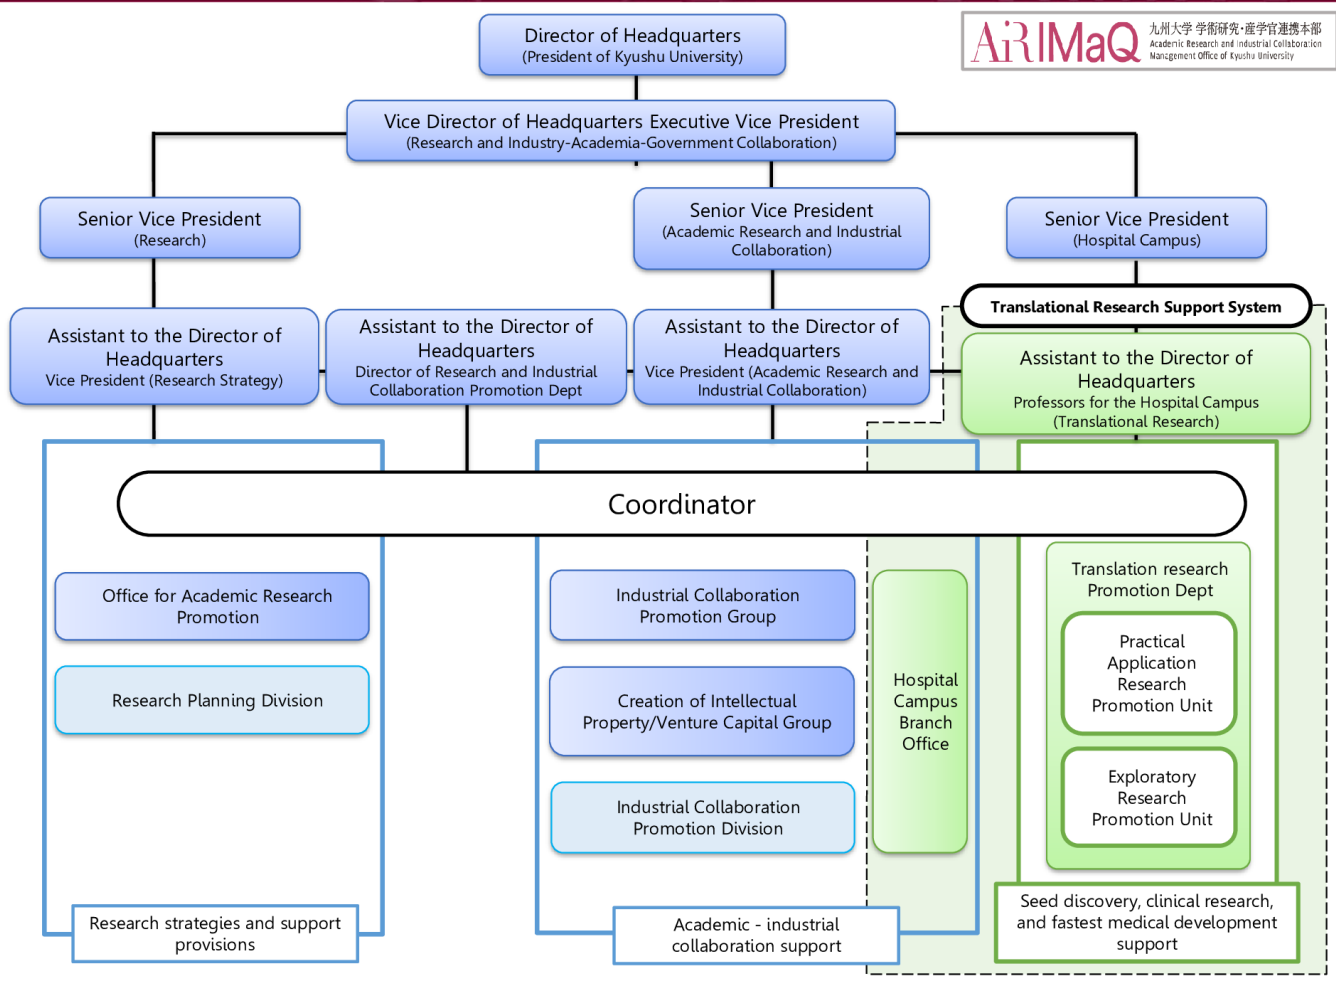 Director of Headquarters
(President of Kyushu University)
AiRIMaQ
九州大学 学術研究・産学官連携本部
Academic Research and Industrial Collaboration
Management Office of Kyushu University
Vice Director of Headquarters Executive Vice President
(Research and Industry-Academia-Government Collaboration)
Senior Vice President
(Research)
Senior Vice President
(Academic Research and Industrial
Collaboration)
Senior Vice President
(Hospital Campus)
Translational Research Support System
Assistant to the Director of
Headquarters
Vice President (Research Strategy)
Assistant to the Director of
Headquarters
Director of Research and Industrial
Collaboration Promotion Dept
Assistant to the Director of
Headquarters
Vice President (Academic Research and
Industrial Collaboration)
Assistant to the Director of
Headquarters
Professors for the Hospital Campus
(Translational Research)
Coordinator
Office for Academic Research
Promotion
Research Planning Division
Research strategies and support
provisions
Industrial Collaboration
Promotion Group
Creation of Intellectual
Property/Venture Capital Group
Industrial Collaboration
Promotion Division
Academic - industrial
collaboration support
Hospital
Campus
Branch
Office
Translation research
Promotion Dept
Practical
Application
Research
Promotion Unit
Exploratory
Research
Promotion Unit
Seed discovery, clinical research,
and fastest medical development
support